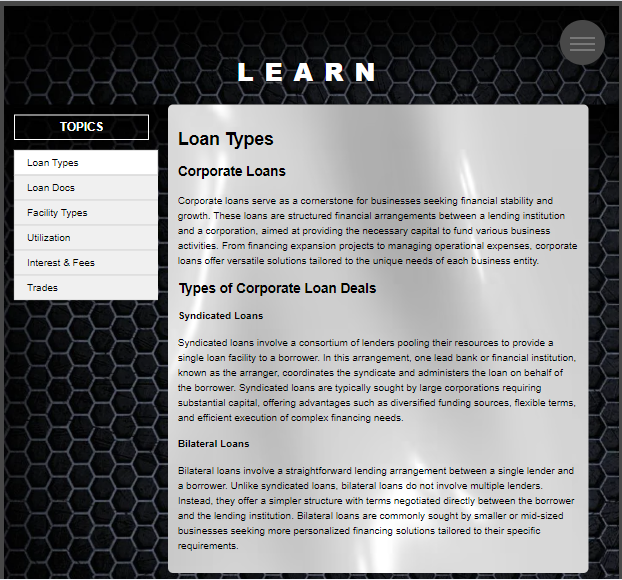 LEARN
TOPICS
Loan Types
Loan Docs
Facility Types
Utilization
Interest & Fees
Trades
Loan Types
Corporate Loans
Corporate loans serve as a cornerstone for businesses seeking financial stability and
growth. These loans are structured financial arrangements between a lending institution
and a corporation, aimed at providing the necessary capital to fund various business
activities. From financing expansion projects to managing operational expenses, corporate
loans offer versatile solutions tailored to the unique needs of each business entity.
Types of Corporate Loan Deals
Syndicated Loans
Syndicated loans involve a consortium of lenders pooling their resources to provide a
single loan facility to a borrower. In this arrangement, one lead bank or financial institution,
known as the arranger, coordinates the syndicate and administers the loan on behalf of
the borrower. Syndicated loans are typically sought by large corporations requiring
substantial capital, offering advantages such as diversified funding sources, flexible terms,
and efficient execution of complex financing needs.
Bilateral Loans
Bilateral loans involve a straightforward lending arrangement between a single lender and
a borrower. Unlike syndicated loans, bilateral loans do not involve multiple lenders.
Instead, they offer a simpler structure with terms negotiated directly between the borrower
and the lending institution. Bilateral loans are commonly sought by smaller or mid-sized
businesses seeking more personalized financing solutions tailored to their specific
requirements.